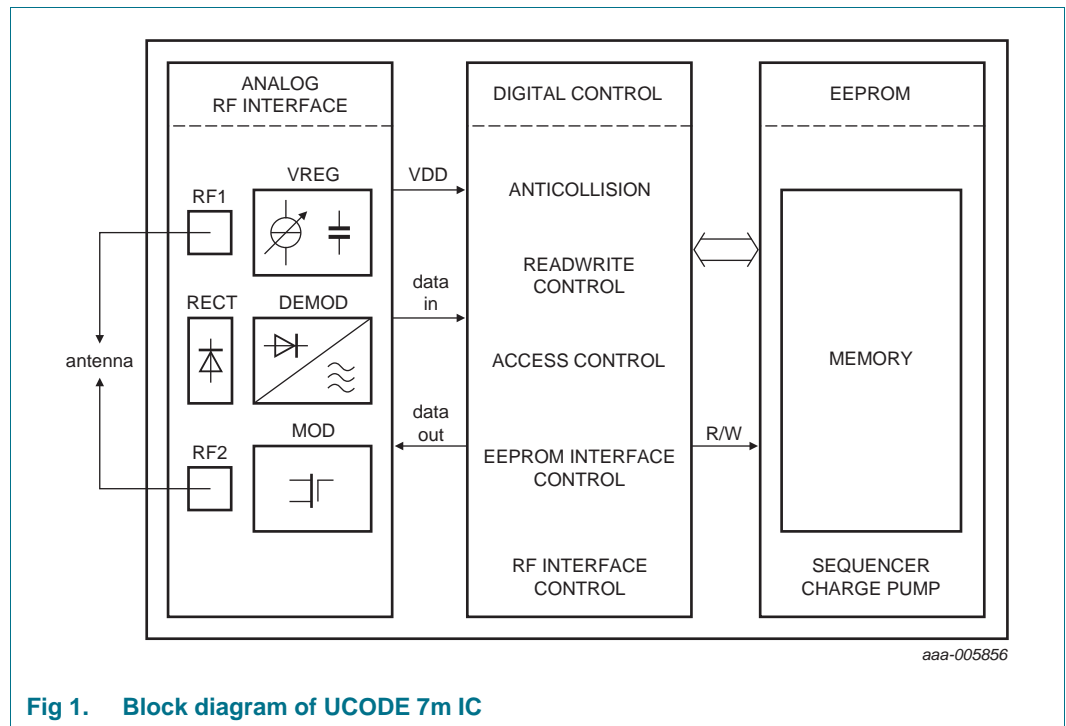 ANALOG
RF INTERFACE
DIGITAL CONTROL
EEPROM
VREG
VDD
RF1
ANTICOLLISION
READWRITE
CONTROL
data
in
RECT
DEMOD
antenna
ACCESS CONTROL
MEMORY
data
out
MOD
RF2
R/W
EEPROM INTERFACE
CONTROL
RF INTERFACE
CONTROL
SEQUENCER
CHARGE PUMP
aaa-005856
Fig 1. Block diagram of UCODE 7m IC